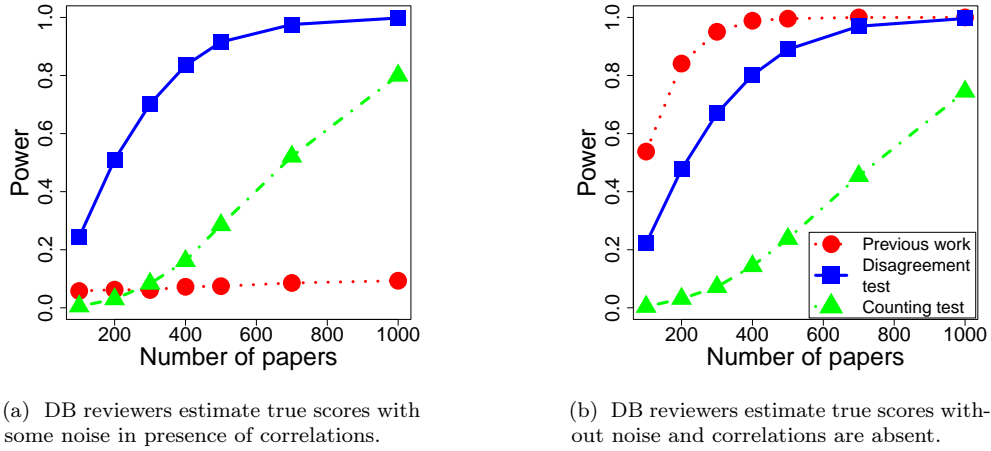 Power
0.0 0.2 0.4 0.6 0.8 1.0
200 400 600 800 1000
Number of papers
Power
0.0 0.2 0.4 0.6 0.8 1.0
Previous work
Disagreement
test
Counting test
200 400 600 800 1000
Number of papers
(a) DB reviewers estimate true scores with
some noise in presence of correlations.
(b) DB reviewers estimate true scores with-
out noise and correlations are absent.